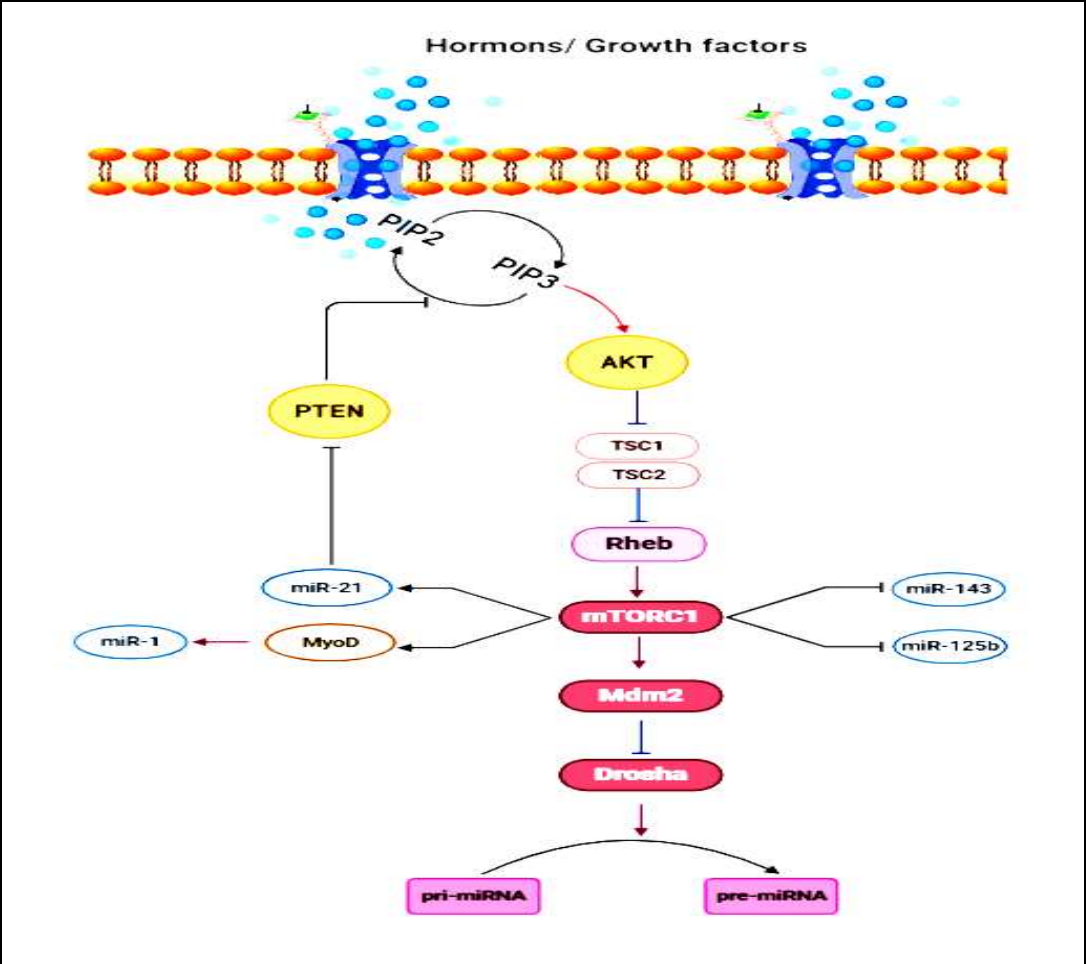 Hormons/ Growth factors
PIP2
PIP3
AKT
PTEN
TSC1
TSC2
Rheb
miR-21
mTORC1
miR-143
miR-1
MyoD
miR-125b
Mdm2
Drosha
pri-miRNA
pre-miRNA